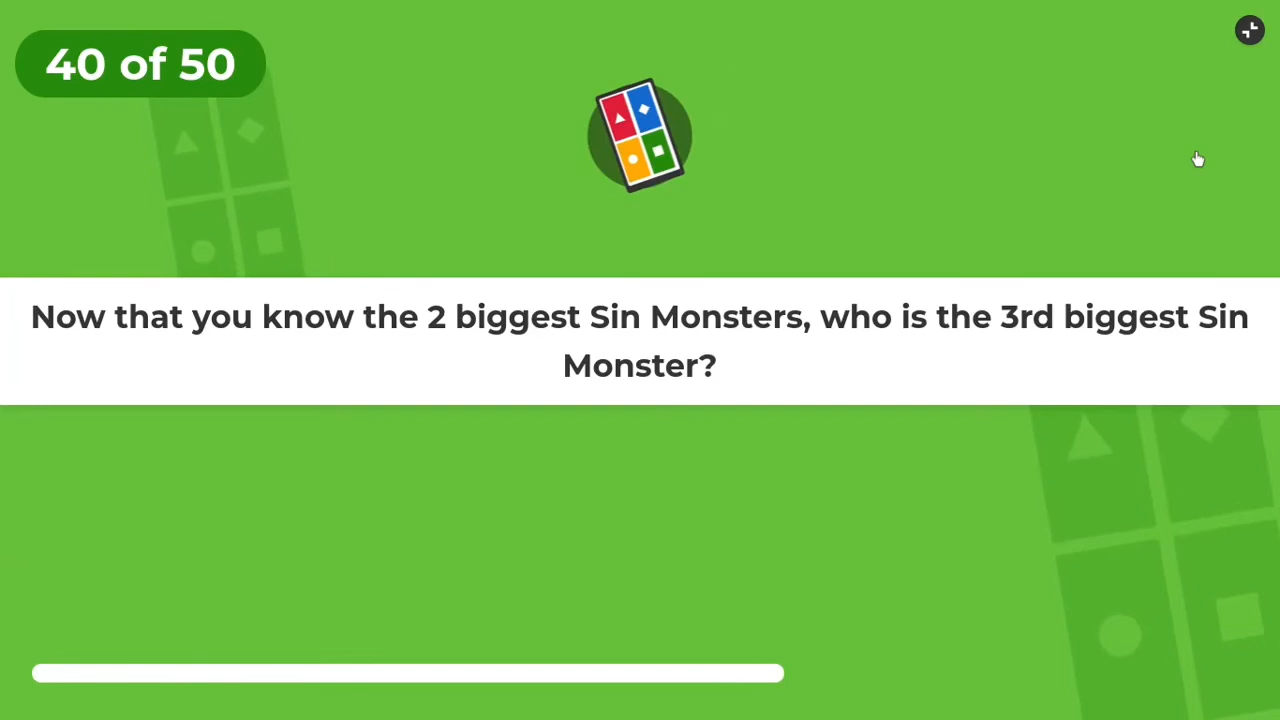 40 of 50
Now that you know the 2 biggest Sin Monsters, who is the 3rd biggest Sin
Monster?